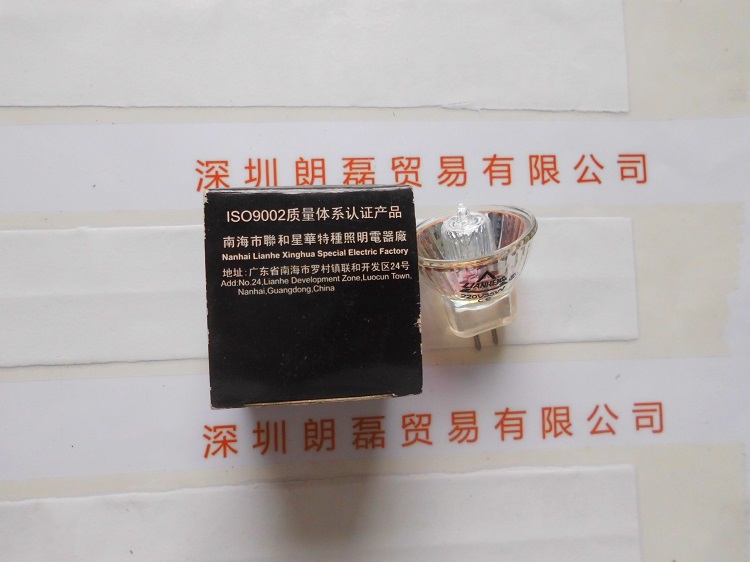 深圳朗磊贸易有限公司
ISO9002质量体系认证产品
南海市聯和星華特種照明電器廠
Nanhai Lianhe Xinghua Special Electric Factory
地址:广东省南海市罗村镇联和开发区24号
Add:No.24,Lianhe Development Zone,Luocun Town,
Nanhai,Guangdong,China
LIANHE
220V35W
深圳朗磊贸易有限公司